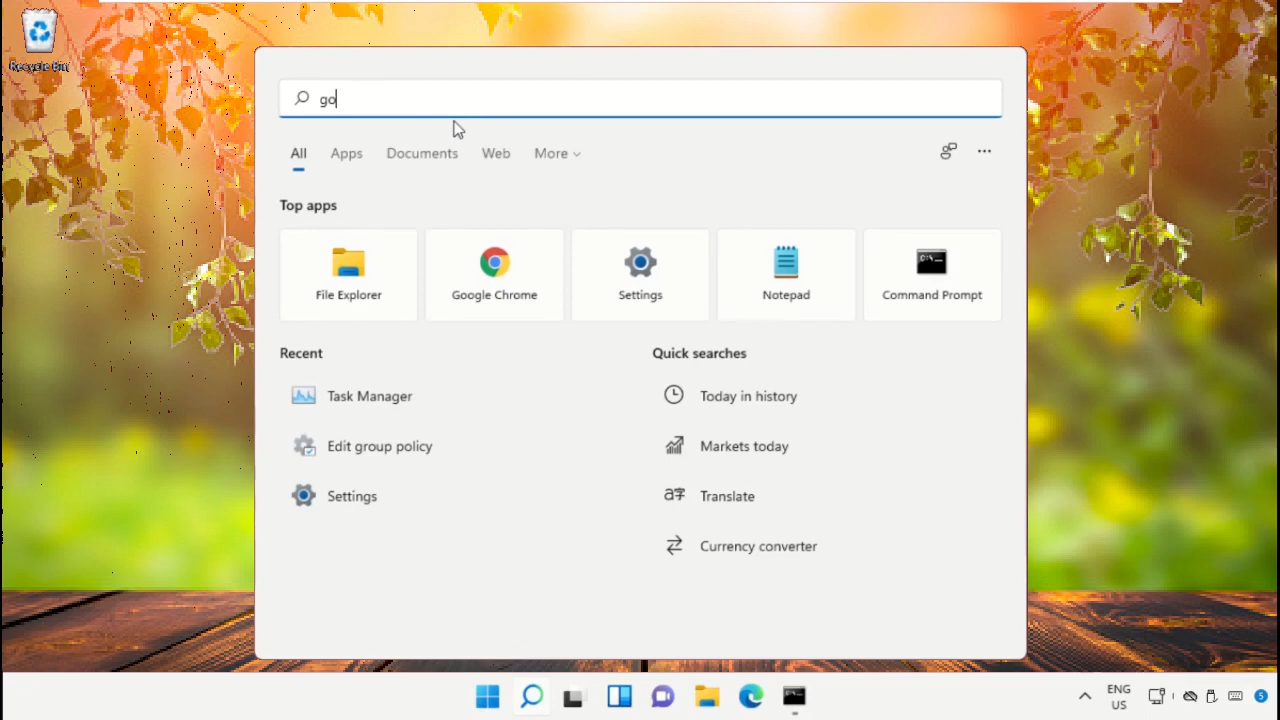 Recycle Bin
go
All Apps Documents Web More
Top apps
File Explorer Google Chrome Settings Notepad Command Prompt
Recent Quick searches
Task Manager Today in history
Edit group policy Markets today
Settings Translate
Currency converter
ENG
US
5